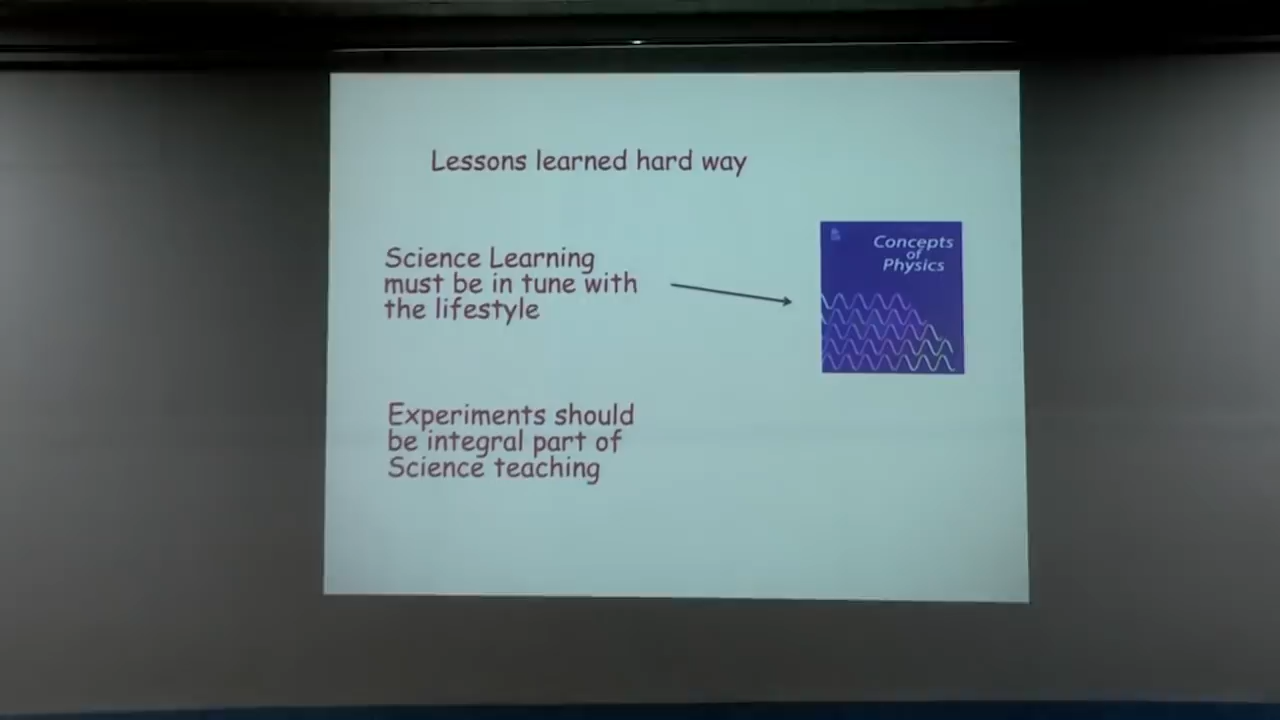 Lessons learned hard way
Science Learning
must be in tune with
the lifestyle
Concepts
of
Physics
Experiments should
be integral part of
Science teaching